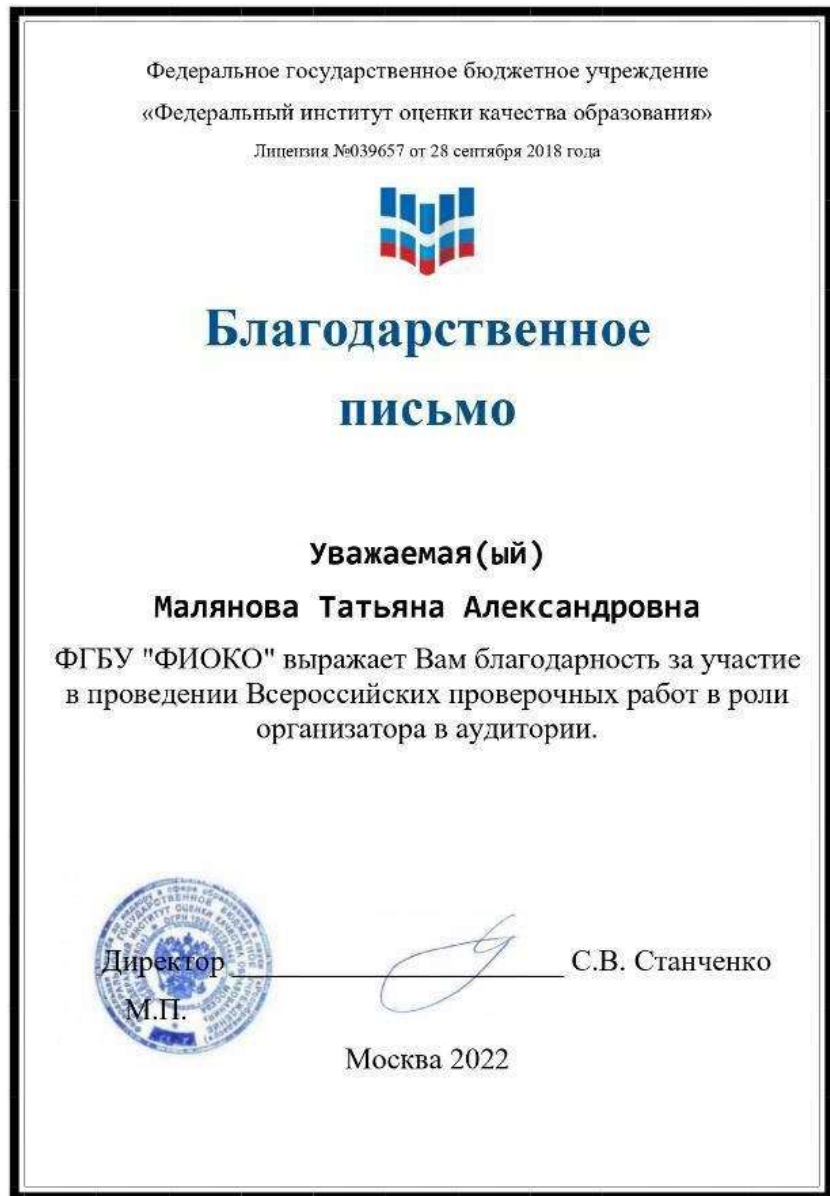 Федеральное государственное бюджетное учреждение
«Федеральный институт оценки качества образования»
Лицензия №039657 от 28 сентября 2018 года
Благодарственное
письмо
Уважаемая(ый)
Малянова Татьяна Александровна
ФГБУ "ФИОКО" выражает Вам благодарность за участие
в проведении Всероссийских проверочных работ в роли
организатора в аудитории.
Директор С.В. Станченко
М.П.
Москва 2022